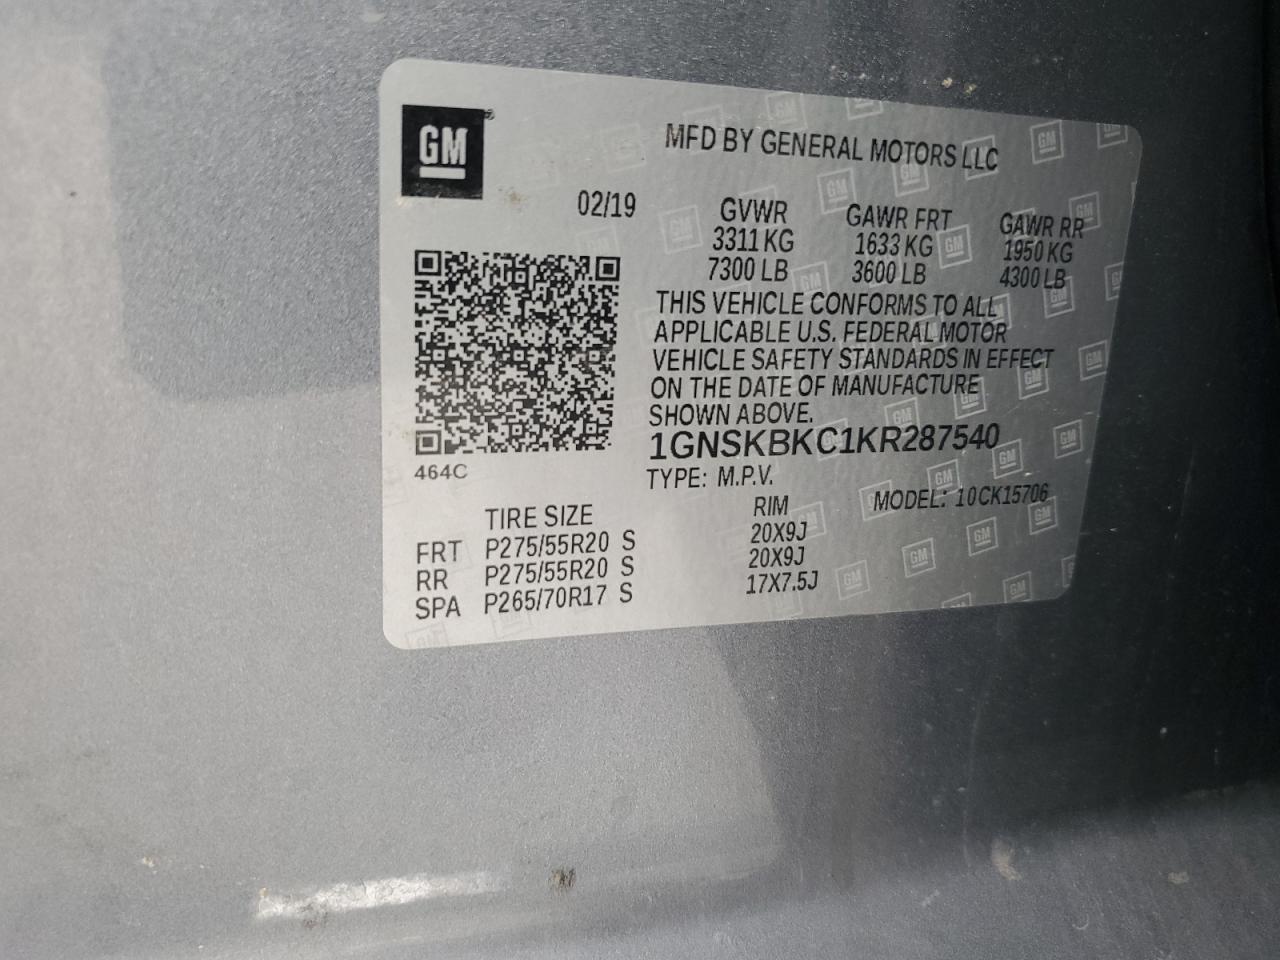 GM
MFD BY GENERAL MOTORS LLC
02/19
GVWR GAWR FRT GAWR RR
3311 KG 1633 KG 1950 KG
7300 LB 3600 LB 4300 LB
THIS VEHICLE CONFORMS TO ALL
APPLICABLE U.S. FEDERAL MOTOR
VEHICLE SAFETY STANDARDS IN EFFECT
ON THE DATE OF MANUFACTURE
SHOWN ABOVE.
1GNSKBKC1KR287540
464C
TYPE: M.P.V. MODEL: 10CK15706
TIRE SIZE RIM
FRT P275/55R20 S 20X9J
RR P275/55R20 S 20X9J
SPA P265/70R17 S 17X7.5J